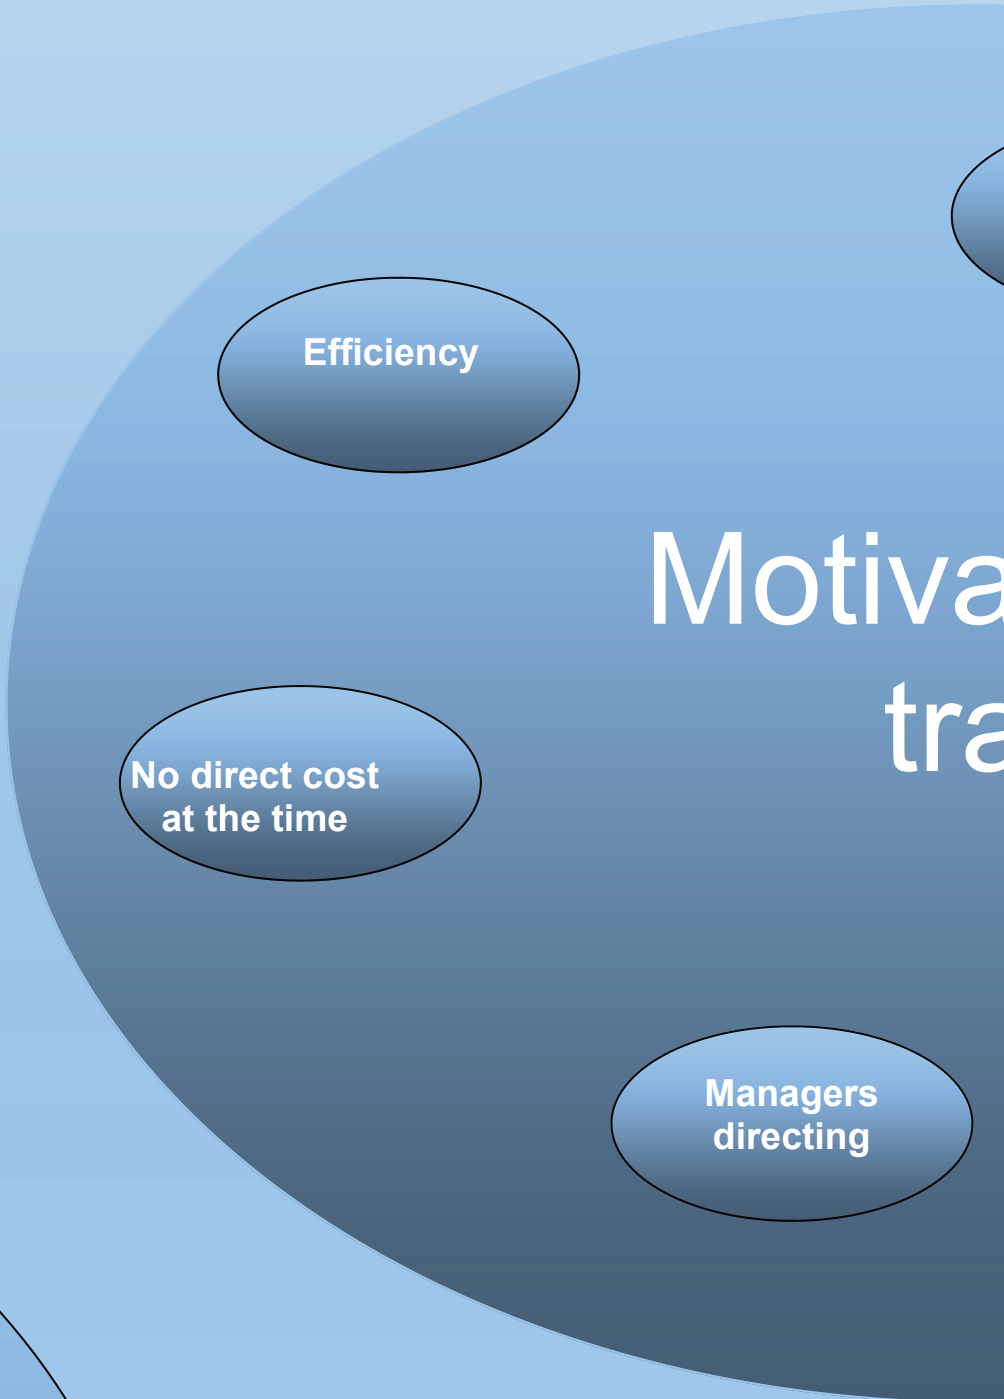 Efficiency
Motiva
tra
No direct cost
at the time
Managers
directing